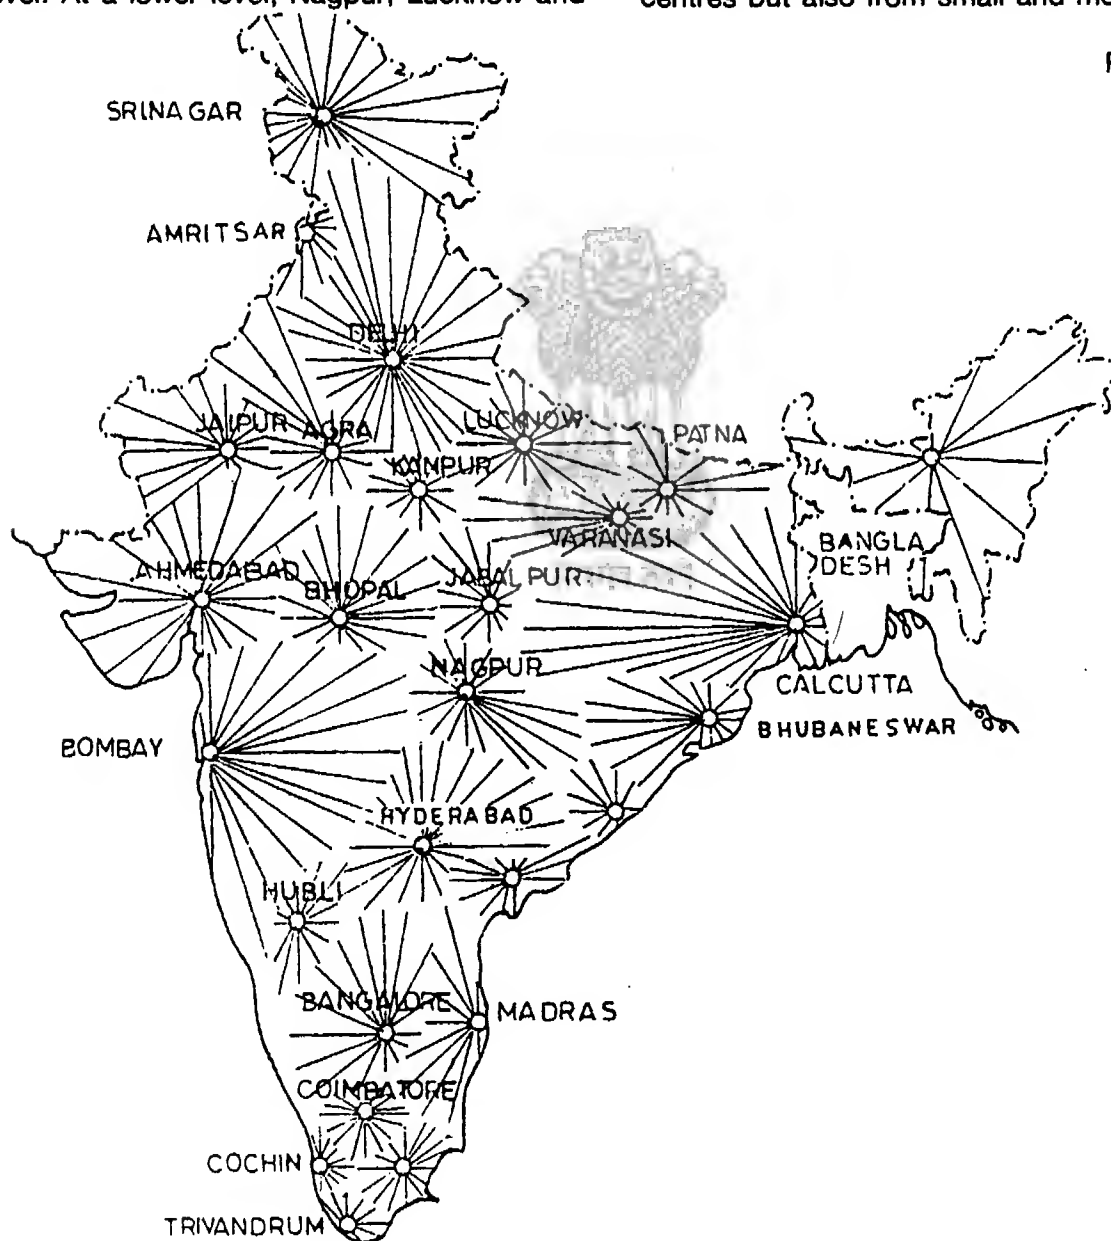 vel. At a lower level, Nagpur, Lucknow and
centres but also from small and me
SRINAGAR
AMRITSAR
DELHI
JAIPUR
AGRA
LUCKNOW
PATNA
KANPUR
VARANASI
BANGLA
DESH
AHMEDABAD
BHOPAL
JABALPUR
NAGPUR
CALCUTTA
BHUBANESWAR
BOMBAY
HYDERABAD
HUBLI
BANGALORE
MADRAS
COIMBATORE
COCHIN
TRIVANDRUM